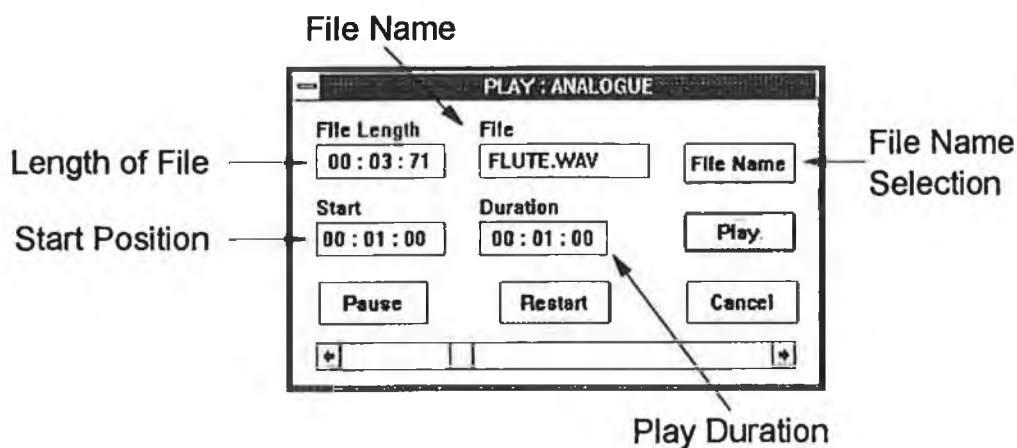 File Name
PLAY : ANALOGUE
File Length File
Length of File 00 : 03 : 71 FLUTE.WAV File Name File Name
Selection
Start Duration
Start Position 00 : 01 : 00 00 : 01 : 00 Play.
Pause Restart Cancel
Play Duration